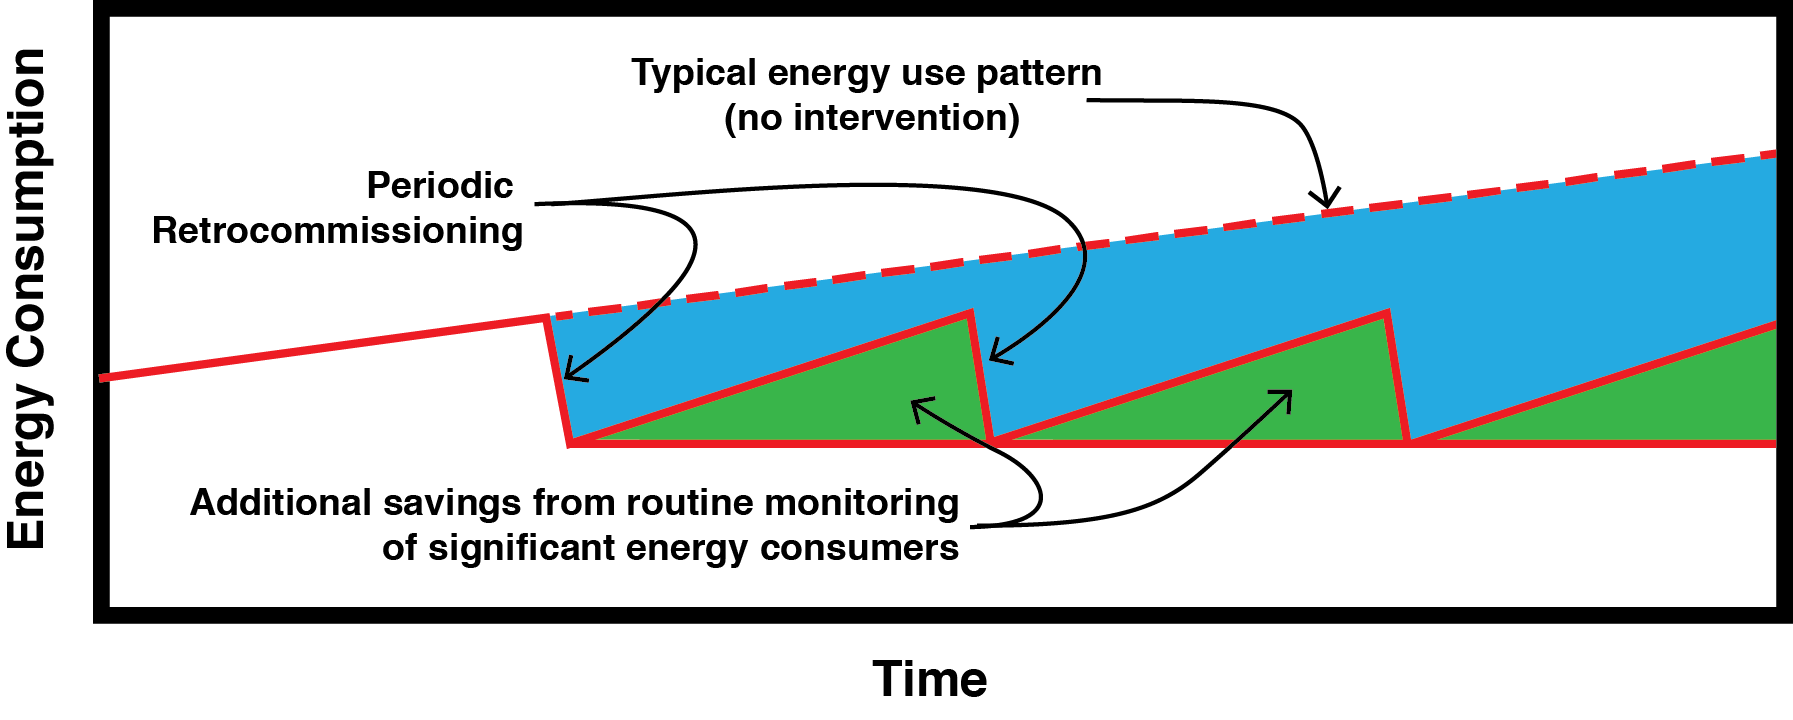 Energy Consumption
Typical energy use pattern
(no intervention)
Periodic
Retrocommissioning
Additional savings from routine monitoring
of significant energy consumers
Time